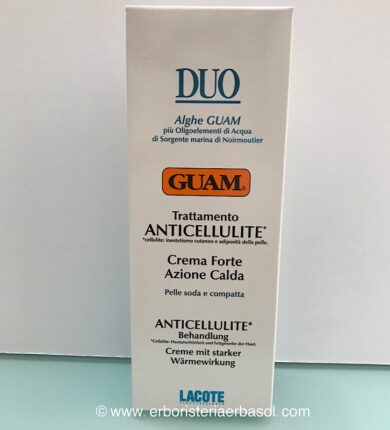 DUO
Alghe GUAM
più Oligoelementi di Acqua
di Sorgente marina di Noirmoutier
GUAM®
Trattamento
ANTICELLULITE*
*cellulite: inestetismo cutaneo e adiposità della pelle.
Crema Forte
Azione Calda
Pelle soda e compatta
ANTICELLULITE*
Behandlung
*Cellulite: Hautunschönheit und Fettgewebe der Haut.
Creme mit starker
Wärmewirkung
LACOTE
© www.erboristeriaerbasol.com